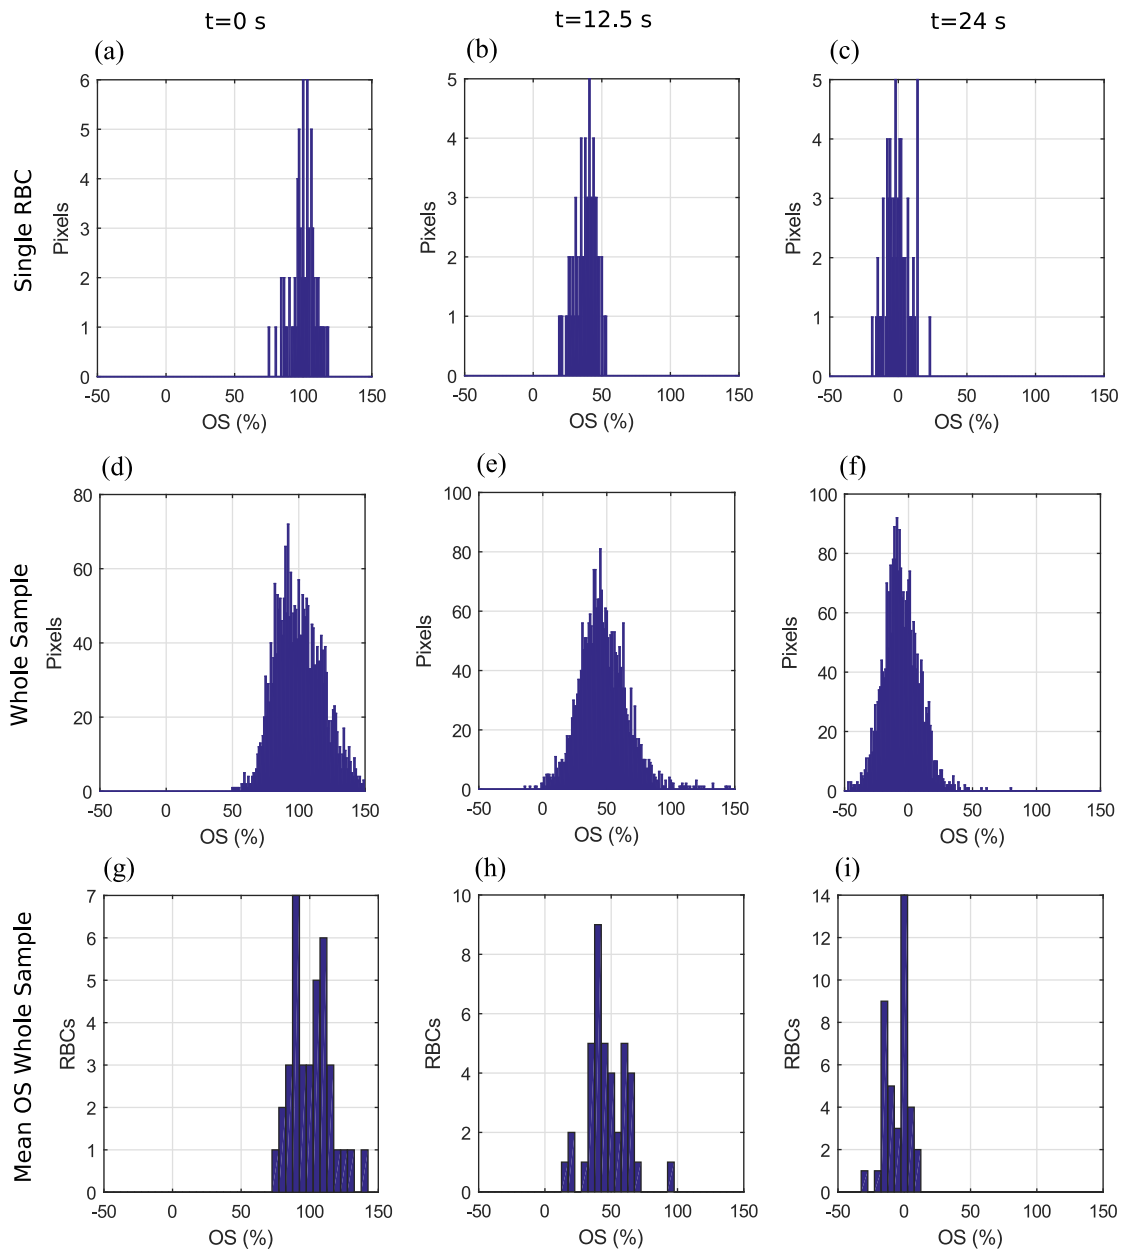 t=0 s
t=12.5 s
t=24 s
Single RBC
(a)
6
5
4
3
2
1
0
Pixels
-50 0 50 100 150
OS (%)
(b)
5
4
3
2
1
0
Pixels
-50 0 50 100 150
OS (%)
(c)
5
4
3
2
1
0
Pixels
-50 0 50 100 150
OS (%)
Whole Sample
(d)
80
60
40
20
0
Pixels
-50 0 50 100 150
OS (%)
(e)
100
80
60
40
20
0
Pixels
-50 0 50 100 150
OS (%)
(f)
100
80
60
40
20
0
Pixels
-50 0 50 100 150
OS (%)
Mean OS Whole Sample
(g)
7
6
5
4
3
2
1
0
RBCs
-50 0 50 100 150
OS (%)
(h)
10
8
6
4
2
0
RBCs
-50 0 50 100 150
OS (%)
(i)
14
12
10
8
6
4
2
0
RBCs
-50 0 50 100 150
OS (%)